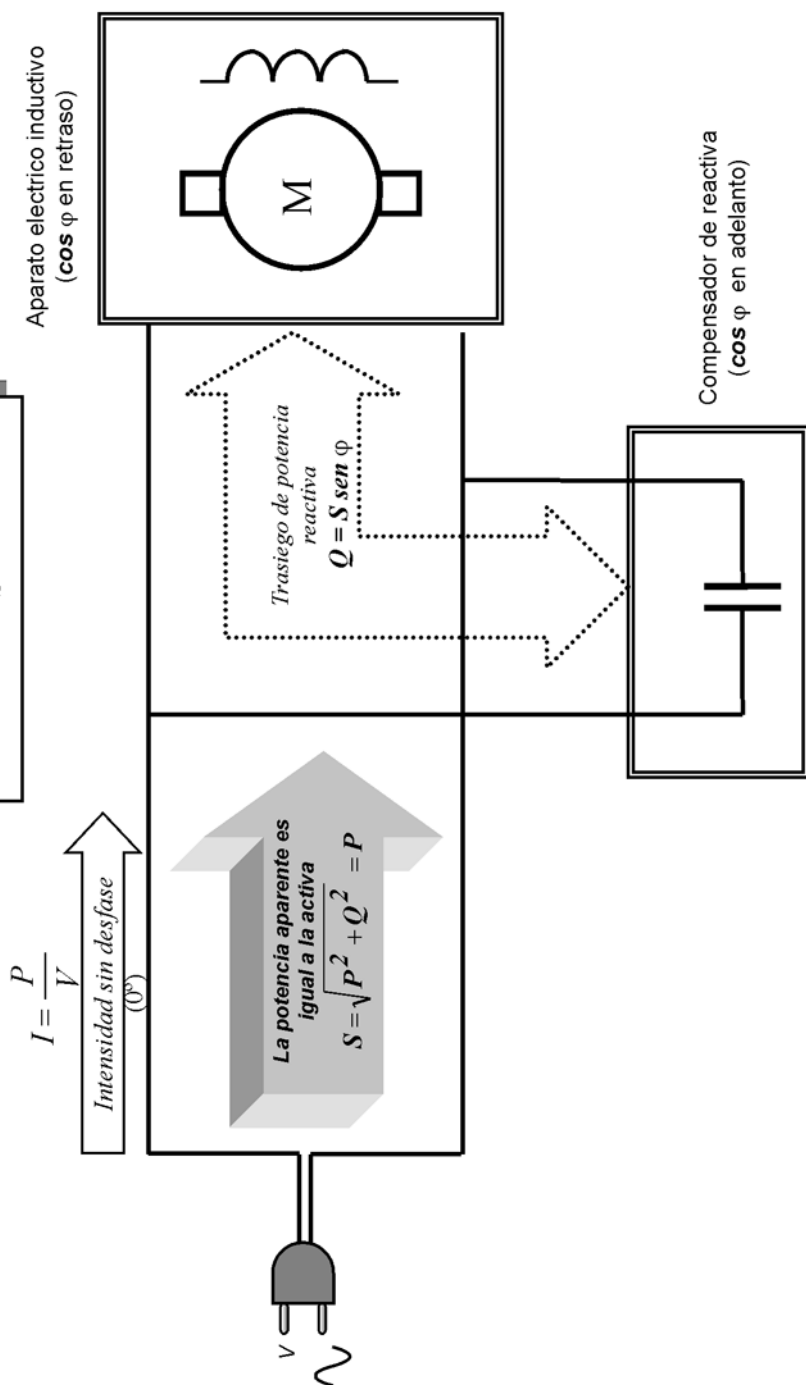 Aparato electrico inductivo
(cos φ en retraso)
M
I = P / V
Intensidad sin desfase
(0º)
Trasiego de potencia
reactiva
Q = S sen φ
La potencia aparente es
igual a la activa
S = √(P² + Q²) = P
V
Compensador de reactiva
(cos φ en adelanto)